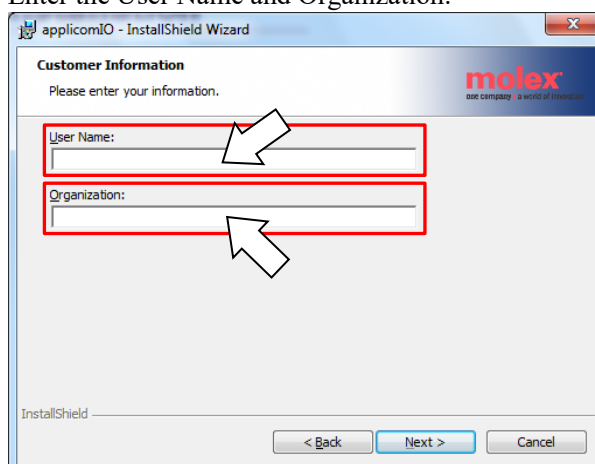 Enter the User Name and Organization.
applicomIO - InstallShield Wizard
Customer Information
Please enter your information.
molex
one company a world of innovation
User Name:
Organization:
InstallShield
< Back
Next >
Cancel